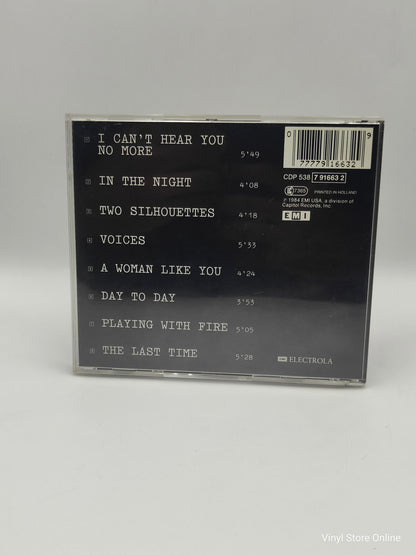 I CAN'T HEAR YOU
NO MORE 5'49
IN THE NIGHT 4'08
TWO SILHOUETTES 4'18
VOICES 5'33
A WOMAN LIKE YOU 4'24
DAY TO DAY 3'53
PLAYING WITH FIRE 5'05
THE LAST TIME 5'28
0 77779 16632 9
CDP 538 7 91663 2
7365 PRINTED IN HOLLAND
℗ 1984 EMI USA, a division of
Capitol Records, Inc.
EMI
EMI ELECTROLA
Vinyl Store Online